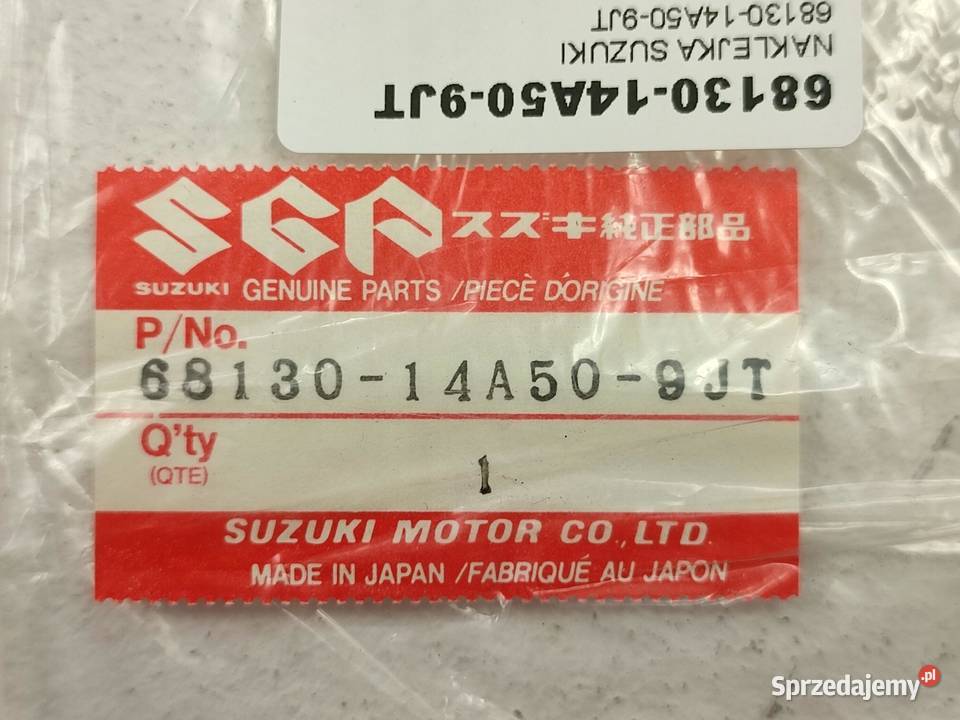 68130-14A50-9JT
NAKLEJKA SUZUKI
68130-14A50-9JT
SGP スズキ純正部品
SUZUKI GENUINE PARTS /PIECÈ D'ORIGINE
P/No.
68130-14A50-9JT
Q'ty
(QTE)
1
SUZUKI MOTOR CO.,LTD.
MADE IN JAPAN /FABRIQUÉ AU JAPON
Sprzedajemy.pl